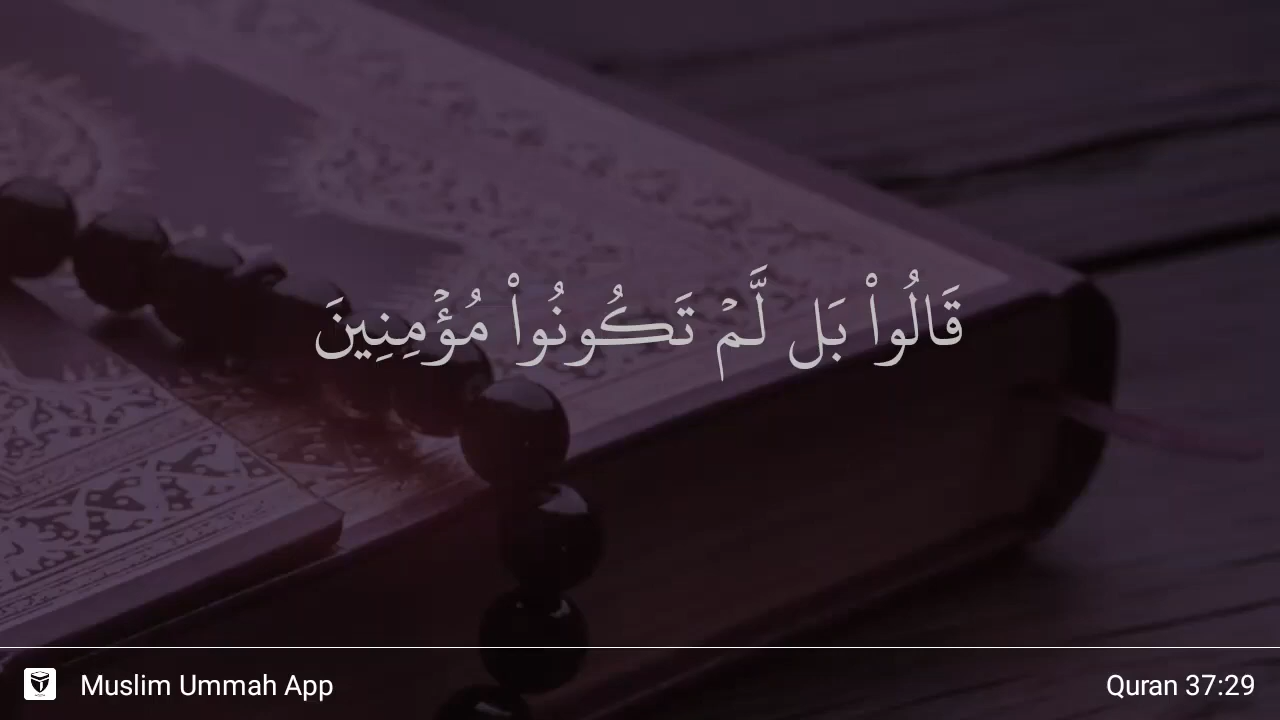 قَالُوا۟ بَل لَّمْ تَكُونُوا۟ مُؤْمِنِينَ
Muslim Ummah App
Quran 37:29